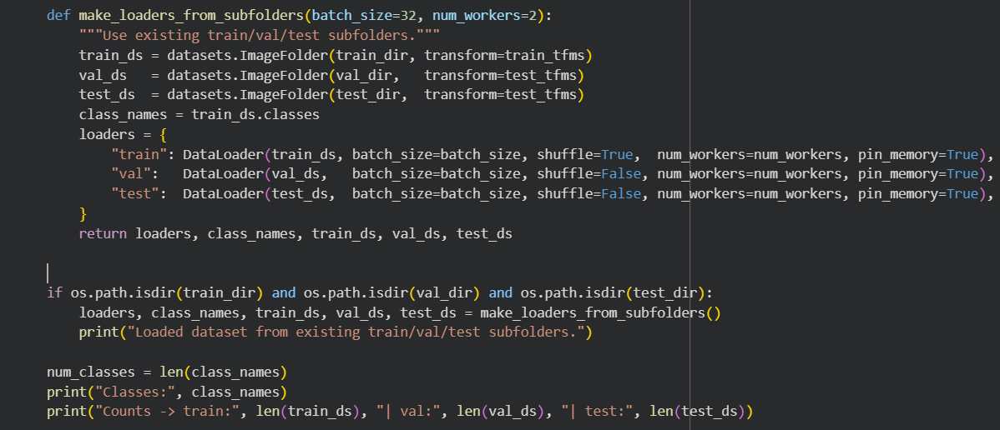 def make_loaders_from_subfolders(batch_size=32, num_workers=2):
    """Use existing train/val/test subfolders."""
    train_ds = datasets.ImageFolder(train_dir, transform=train_tfms)
    val_ds   = datasets.ImageFolder(val_dir,   transform=test_tfms)
    test_ds  = datasets.ImageFolder(test_dir,  transform=test_tfms)
    class_names = train_ds.classes
    loaders = {
        "train": DataLoader(train_ds, batch_size=batch_size, shuffle=True,  num_workers=num_workers, pin_memory=True),
        "val":   DataLoader(val_ds,   batch_size=batch_size, shuffle=False, num_workers=num_workers, pin_memory=True),
        "test":  DataLoader(test_ds,  batch_size=batch_size, shuffle=False, num_workers=num_workers, pin_memory=True),
    }
    return loaders, class_names, train_ds, val_ds, test_ds
if os.path.isdir(train_dir) and os.path.isdir(val_dir) and os.path.isdir(test_dir):
    loaders, class_names, train_ds, val_ds, test_ds = make_loaders_from_subfolders()
    print("Loaded dataset from existing train/val/test subfolders.")
num_classes = len(class_names)
print("Classes:", class_names)
print("Counts -> train:", len(train_ds), "| val:", len(val_ds), "| test:", len(test_ds))